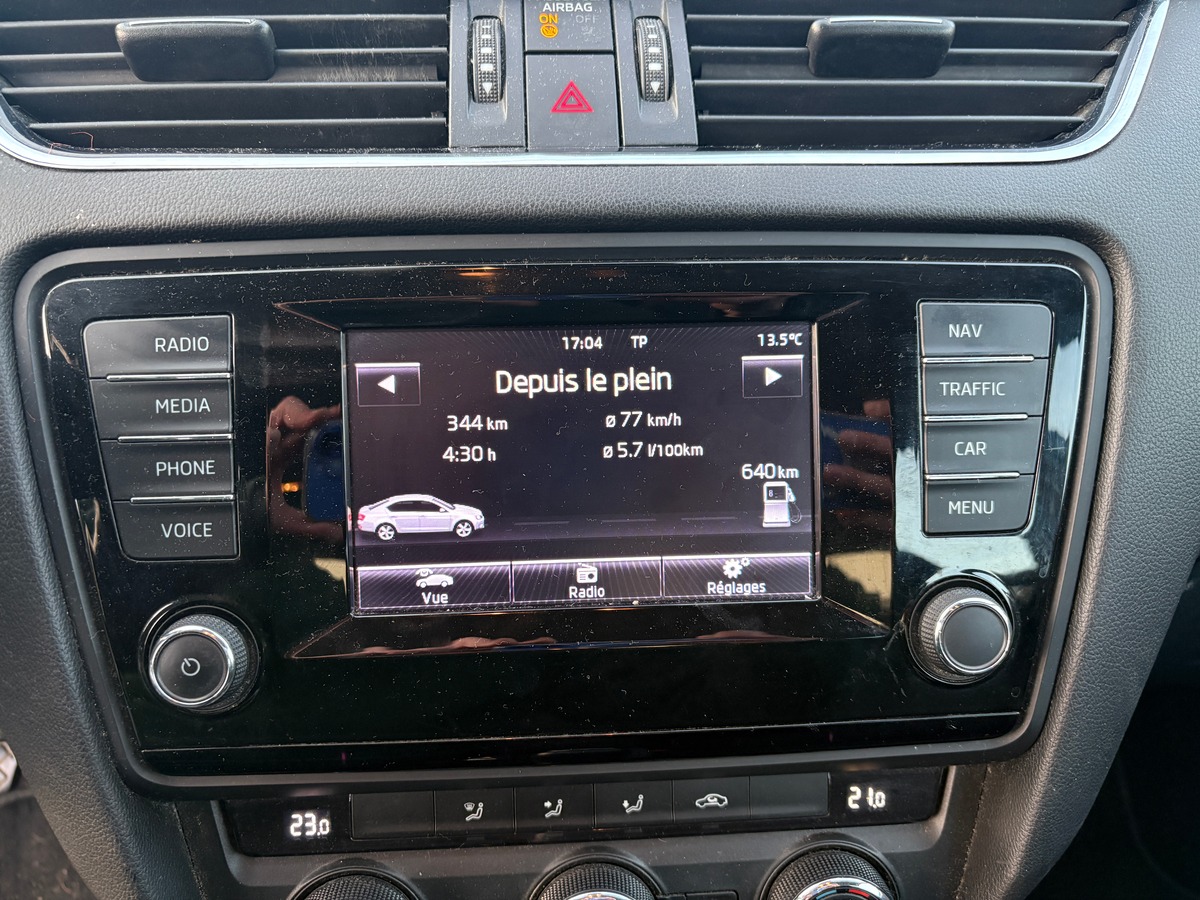 AIRBAG
ON OFF
RADIO
MEDIA
PHONE
VOICE
17:04 TP 13.5°C
Depuis le plein
344 km ø 77 km/h
4:30 h ø 5.7 l/100km
640 km
Vue Radio Réglages
NAV
TRAFFIC
CAR
MENU
23.0 21.0